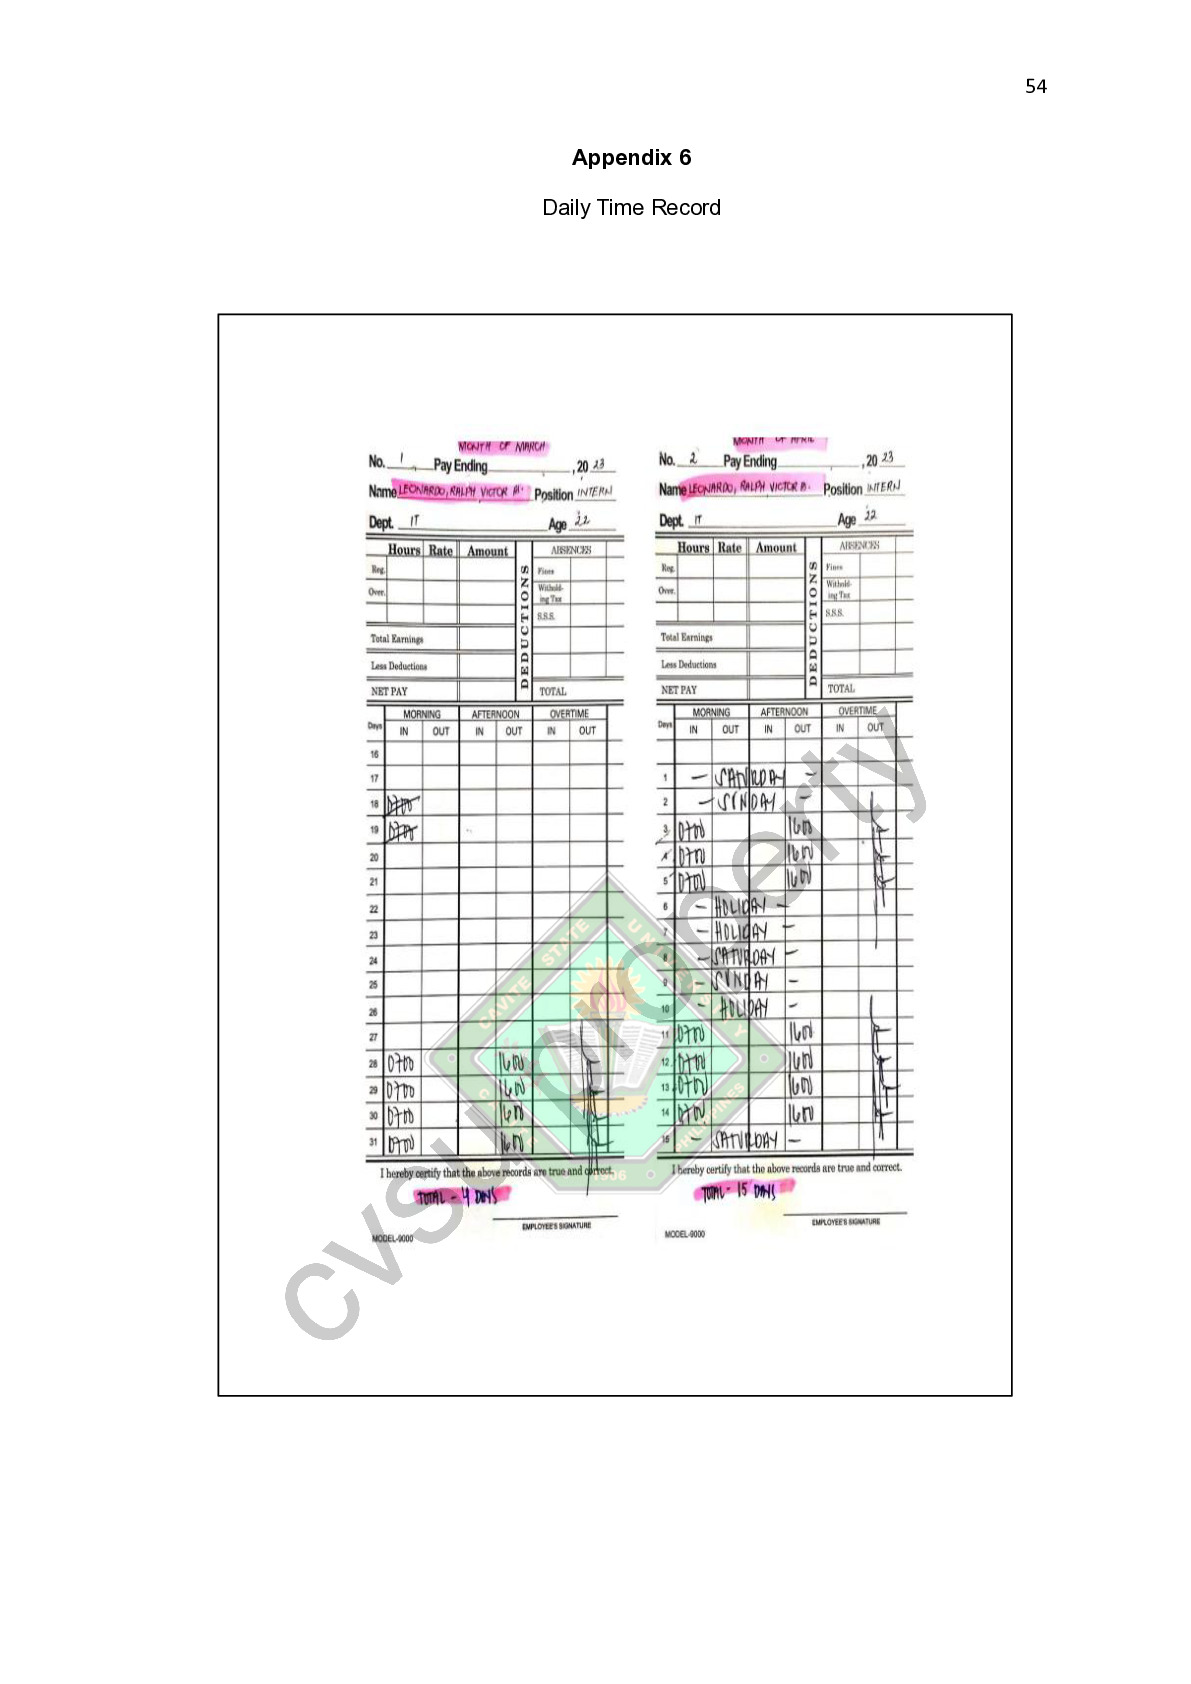 54
Appendix 6
Daily Time Record
MONTH OF MARCH
No. 1 Pay Ending , 20 23
Name LEONARDO, RALPH VICTOR A. Position INTERN
Dept. IT Age 22
Hours Rate Amount DEDUCTIONS ABSENCES
Reg. Fines
Over. Withold-
ing Tax
S.S.S.
Total Earnings
Less Deductions
NET PAY TOTAL
Days MORNING AFTERNOON OVERTIME
IN OUT IN OUT IN OUT
16
17
18 0700
19 0700
20
21
22
23
24
25
26
27
28 0700 1600
29 0700 1600
30 0700 1600
31 0700 1600
I hereby certify that the above records are true and correct.
TOTAL - 4 DAYS
EMPLOYEE'S SIGNATURE
MODEL-9000
MONTH OF APRIL
No. 2 Pay Ending , 20 23
Name LEONARDO, RALPH VICTOR A. Position INTERN
Dept. IT Age 22
Hours Rate Amount DEDUCTIONS ABSENCES
Reg. Fines
Over. Withold-
ing Tax
S.S.S.
Total Earnings
Less Deductions
NET PAY TOTAL
Days MORNING AFTERNOON OVERTIME
IN OUT IN OUT IN OUT
1 - SATURDAY -
2 - SUNDAY -
3 0700 1600
4 0700 1600
5 0700 1600
6 - HOLIDAY -
7 - HOLIDAY -
8 - SATURDAY -
9 - SUNDAY -
10 - HOLIDAY -
11 0700 1600
12 0700 1600
13 0700 1600
14 0700 1600
15 - SATURDAY -
I hereby certify that the above records are true and correct.
TOTAL - 15 DAYS
EMPLOYEE'S SIGNATURE
MODEL-9000
cvsu property
CAVITE STATE UNIVERSITY
PHILIPPINES
1906